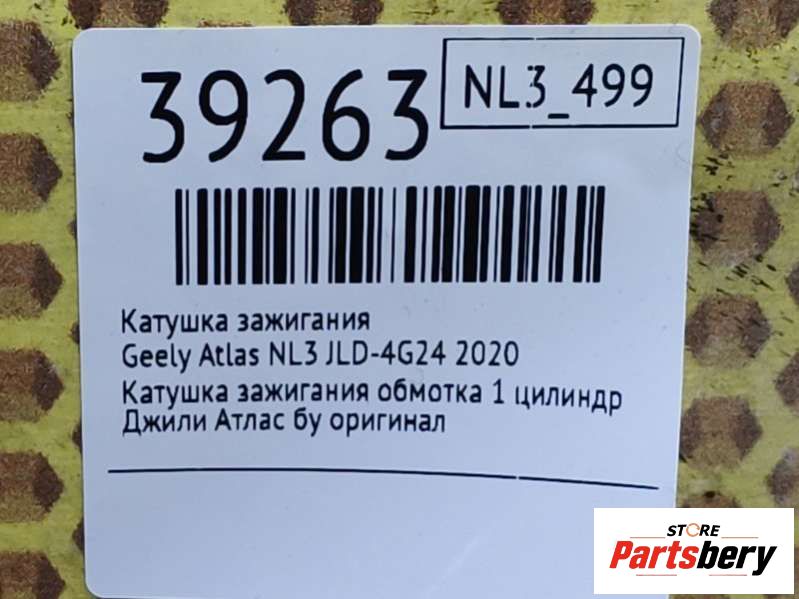 39263
NL3_499
Катушка зажигания
Geely Atlas NL3 JLD-4G24 2020
Катушка зажигания обмотка 1 цилиндр
Джили Атлас бу оригинал
STORE
Partsbery